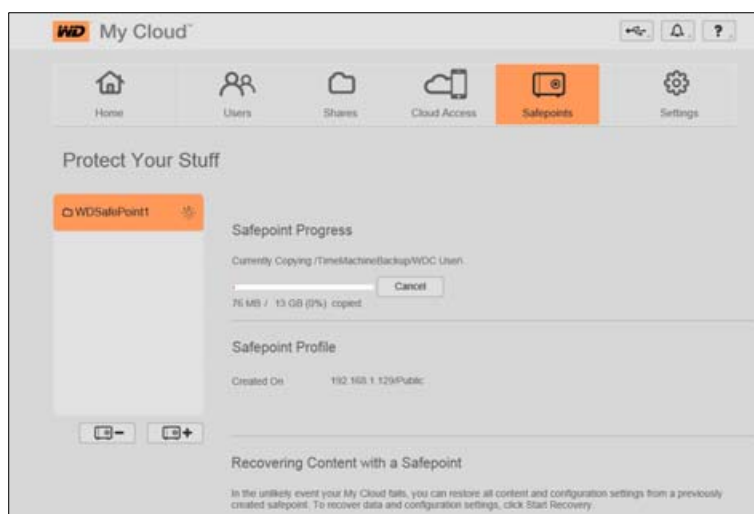 WD My Cloud™
?
Home
Users
Shares
Cloud Access
Safepoints
Settings
Protect Your Stuff
WDSafePoint1
Safepoint Progress
Currently Copying /TimeMachineBackup/WDC User\
Cancel
76 MB / 13 GB (0%) copied
Safepoint Profile
Created On 192.168.1.129/Public
Recovering Content with a Safepoint
In the unlikely event your My Cloud fails, you can restore all content and configuration settings from a previously
created safepoint. To recover data and configuration settings, click Start Recovery.